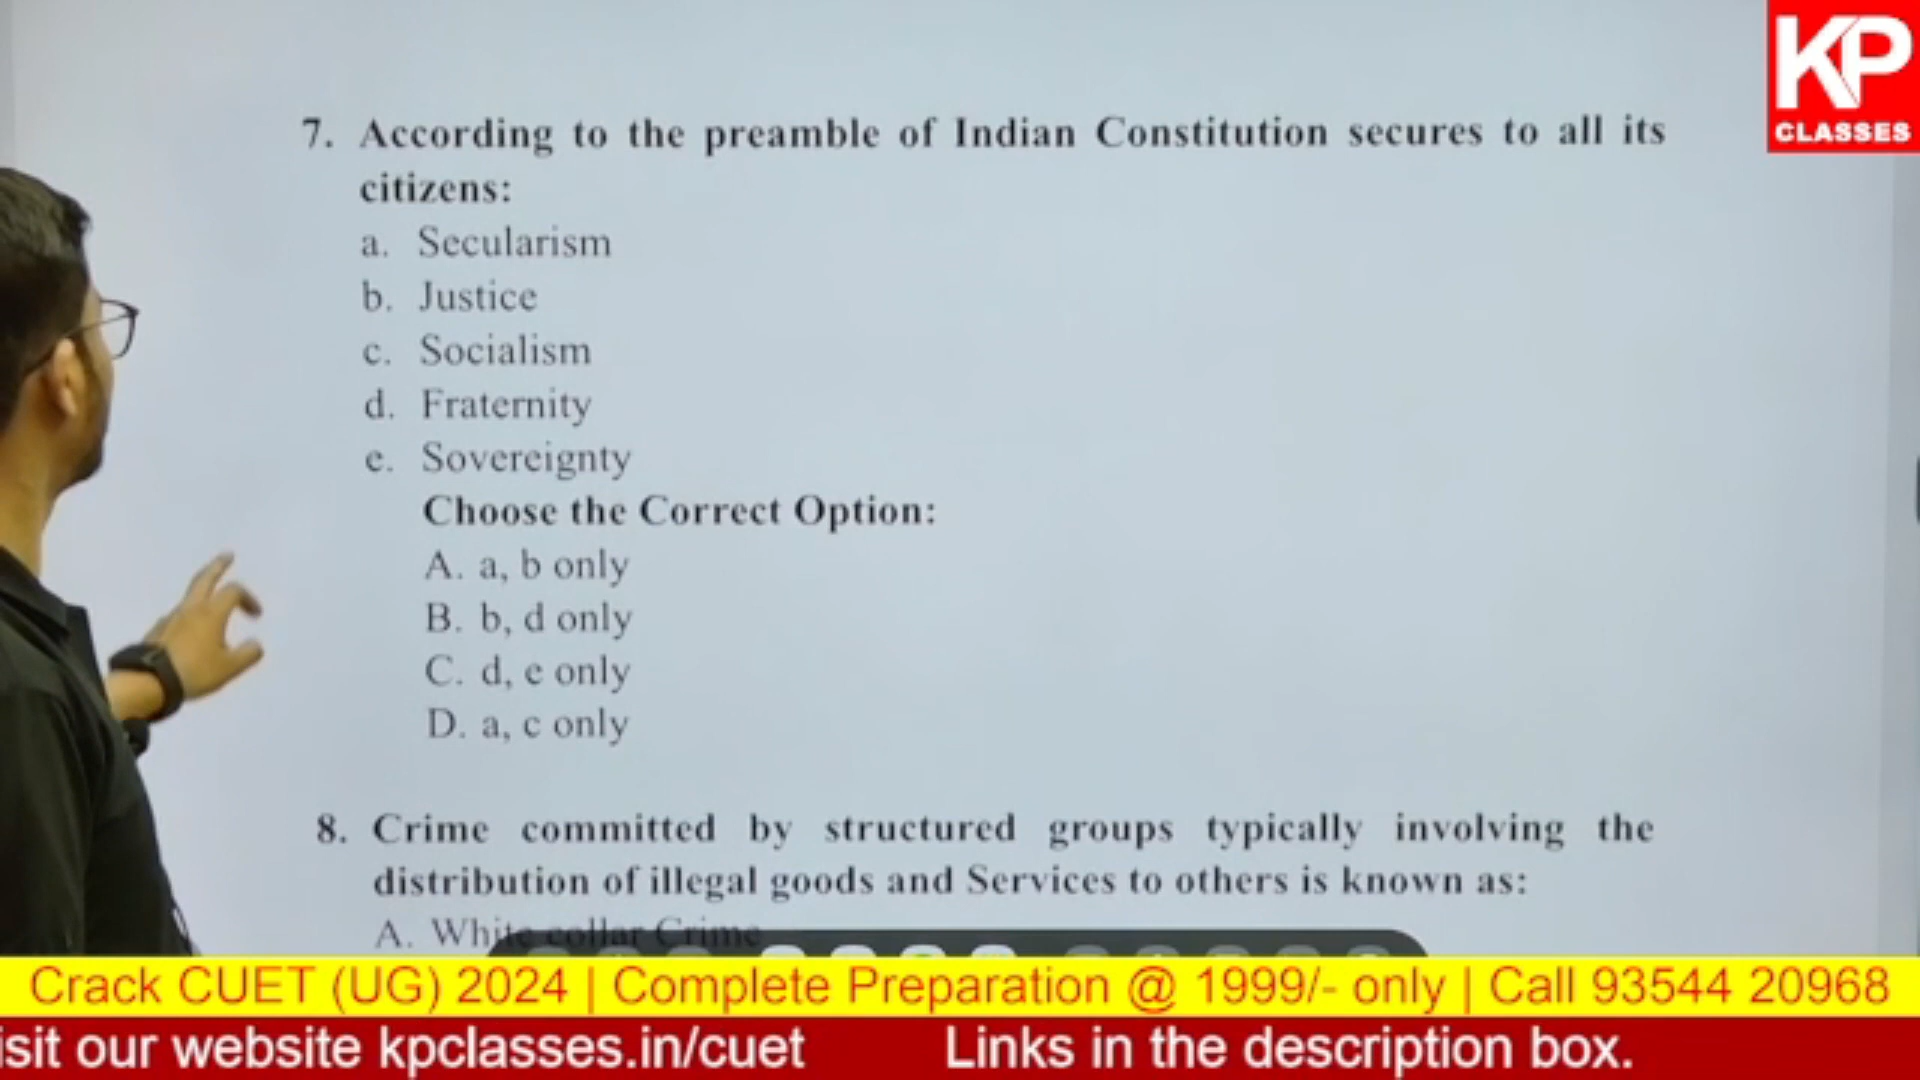 KP
CLASSES
7. According to the preamble of Indian Constitution secures to all its
citizens:
a. Secularism
b. Justice
c. Socialism
d. Fraternity
e. Sovereignty
Choose the Correct Option:
A. a, b only
B. b, d only
C. d, e only
D. a, c only
8. Crime committed by structured groups typically involving the
distribution of illegal goods and Services to others is known as:
A. White collar Crime
Crack CUET (UG) 2024 | Complete Preparation @ 1999/- only | Call 93544 20968
isit our website kpclasses.in/cuet Links in the description box.